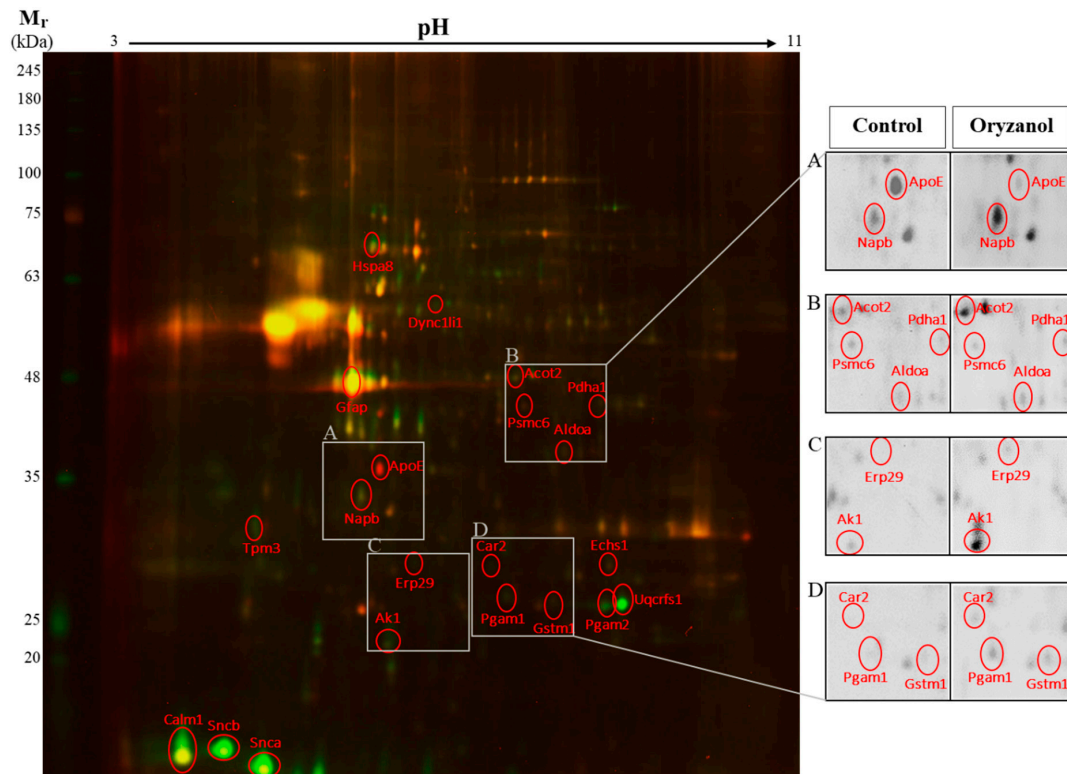 Mr
(kDa)
pH
3
11
245
180
135
100
75
63
48
35
25
20
Hspa8
Dync1li1
B
Acot2
Pdha1
Psmc6
Aldoa
Gfap
A
ApoE
Napb
Tpm3
C
Erp29
Ak1
D
Car2
Pgam1
Gstm1
Echs1
Uqcrfs1
Pgam2
Calm1
Sncb
Snca
Control
Oryzanol
A
ApoE
Napb
ApoE
Napb
B
Acot2
Pdha1
Psmc6
Aldoa
Pdha1
Psmc6
Aldoa
C
Erp29
Ak1
Erp29
Ak1
D
Car2
Pgam1
Gstm1
Car2
Pgam1
Gstm1